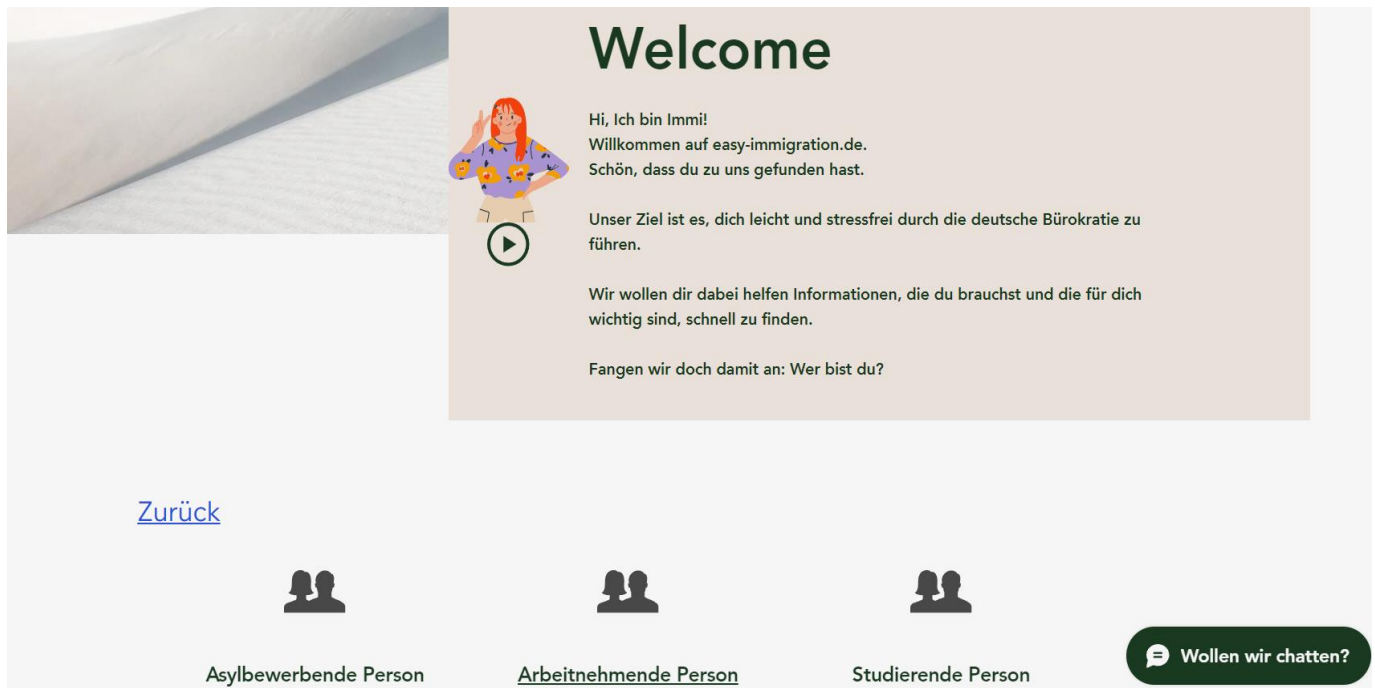 Welcome
Hi, Ich bin Immi!
Willkommen auf easy-immigration.de.
Schön, dass du zu uns gefunden hast.
Unser Ziel ist es, dich leicht und stressfrei durch die deutsche Bürokratie zu
führen.
Wir wollen dir dabei helfen Informationen, die du brauchst und die für dich
wichtig sind, schnell zu finden.
Fangen wir doch damit an: Wer bist du?
Zurück
Asylbewerbende Person
Arbeitnehmende Person
Studierende Person
Wollen wir chatten?